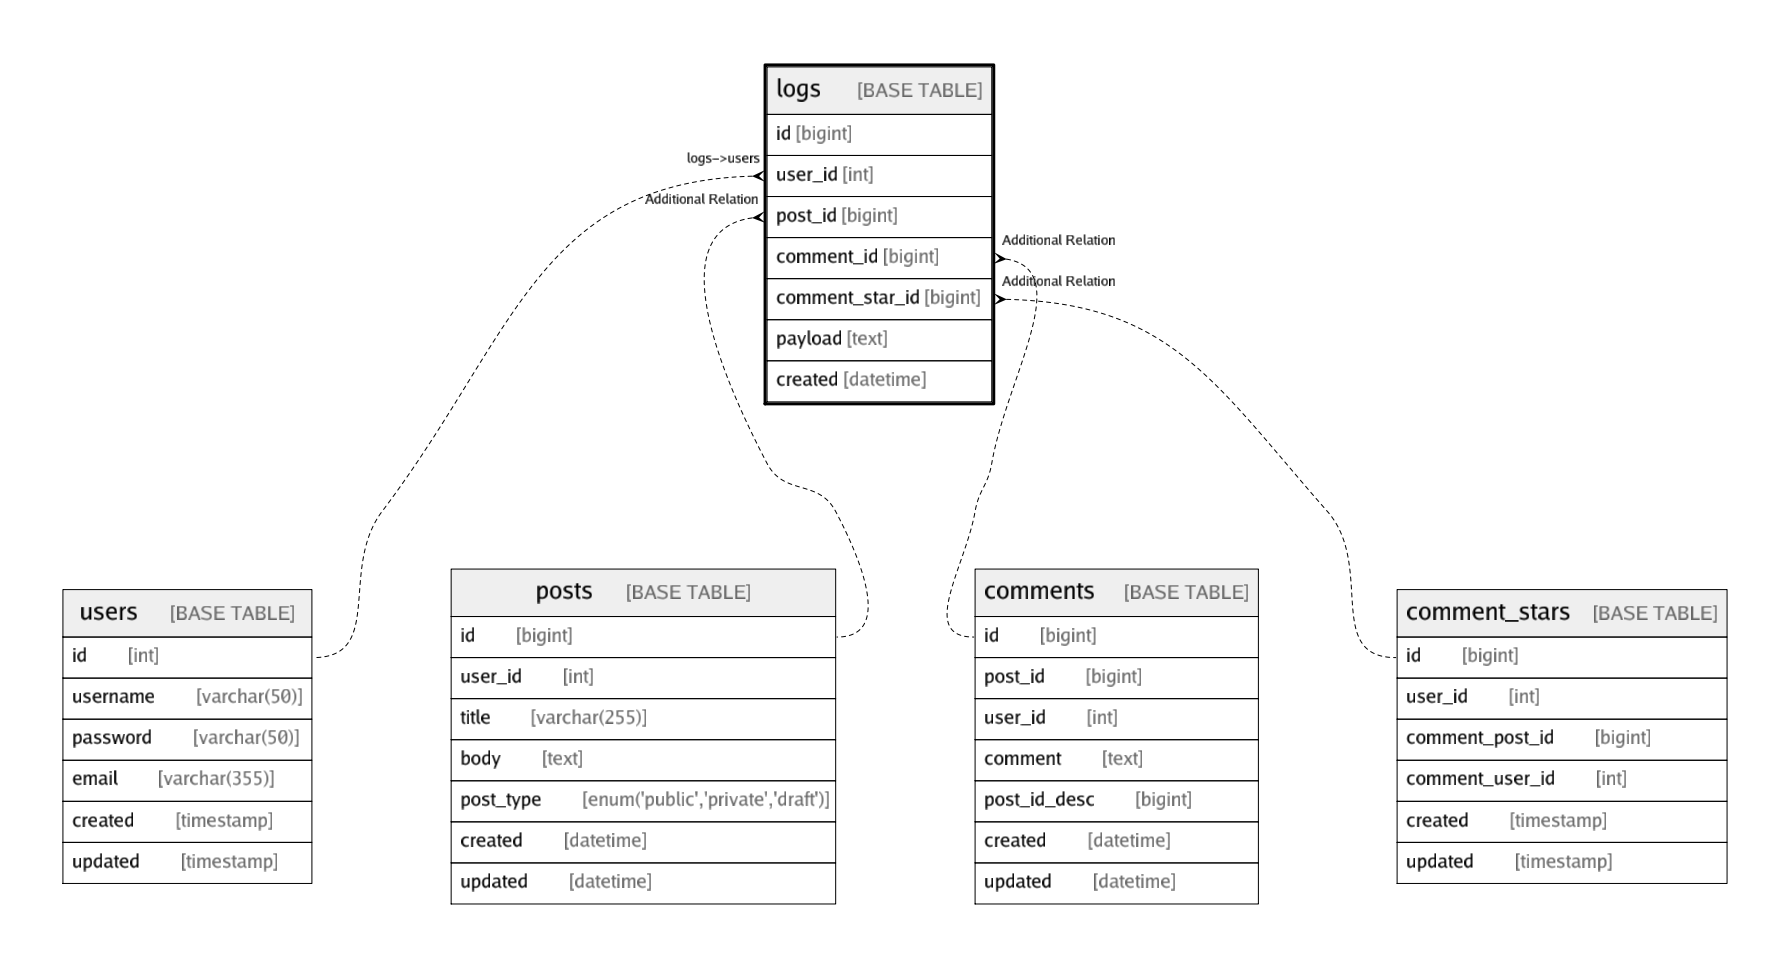 logs [BASE TABLE]
id [bigint]
logs->users
user_id [int]
Additional Relation
post_id [bigint]
Additional Relation
comment_id [bigint]
Additional Relation
comment_star_id [bigint]
payload [text]
created [datetime]
users [BASE TABLE]
id [int]
username [varchar(50)]
password [varchar(50)]
email [varchar(355)]
created [timestamp]
updated [timestamp]
posts [BASE TABLE]
id [bigint]
user_id [int]
title [varchar(255)]
body [text]
post_type [enum('public','private','draft')]
created [datetime]
updated [datetime]
comments [BASE TABLE]
id [bigint]
post_id [bigint]
user_id [int]
comment [text]
post_id_desc [bigint]
created [datetime]
updated [datetime]
comment_stars [BASE TABLE]
id [bigint]
user_id [int]
comment_post_id [bigint]
comment_user_id [int]
created [timestamp]
updated [timestamp]